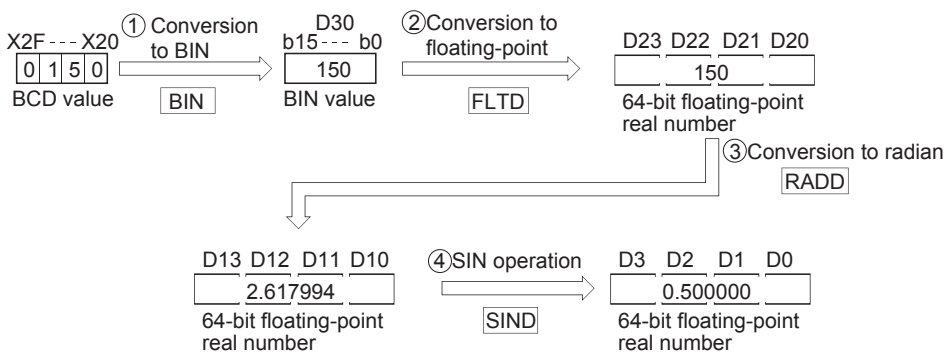 ① Conversion to BIN
X2F --- X20
0 1 5 0
BCD value
BIN
D30
b15 --- b0
150
BIN value
②Conversion to floating-point
FLTD
D23 D22 D21 D20
150
64-bit floating-point
real number
③Conversion to radian
RADD
D13 D12 D11 D10
2.617994
64-bit floating-point
real number
④SIN operation
SIND
D3 D2 D1 D0
0.500000
64-bit floating-point
real number